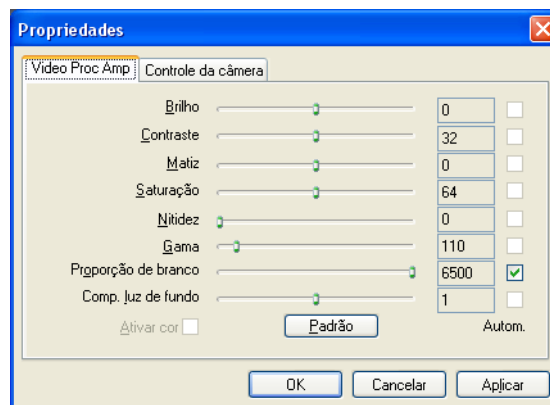 Propriedades
Video Proc Amp Controle da câmera
Brilho 0
Contraste 32
Matiz 0
Saturação 64
Nitidez 0
Gama 110
Proporção de branco 6500
Comp. luz de fundo 1
Ativar cor Padrão Autom.
OK Cancelar Aplicar